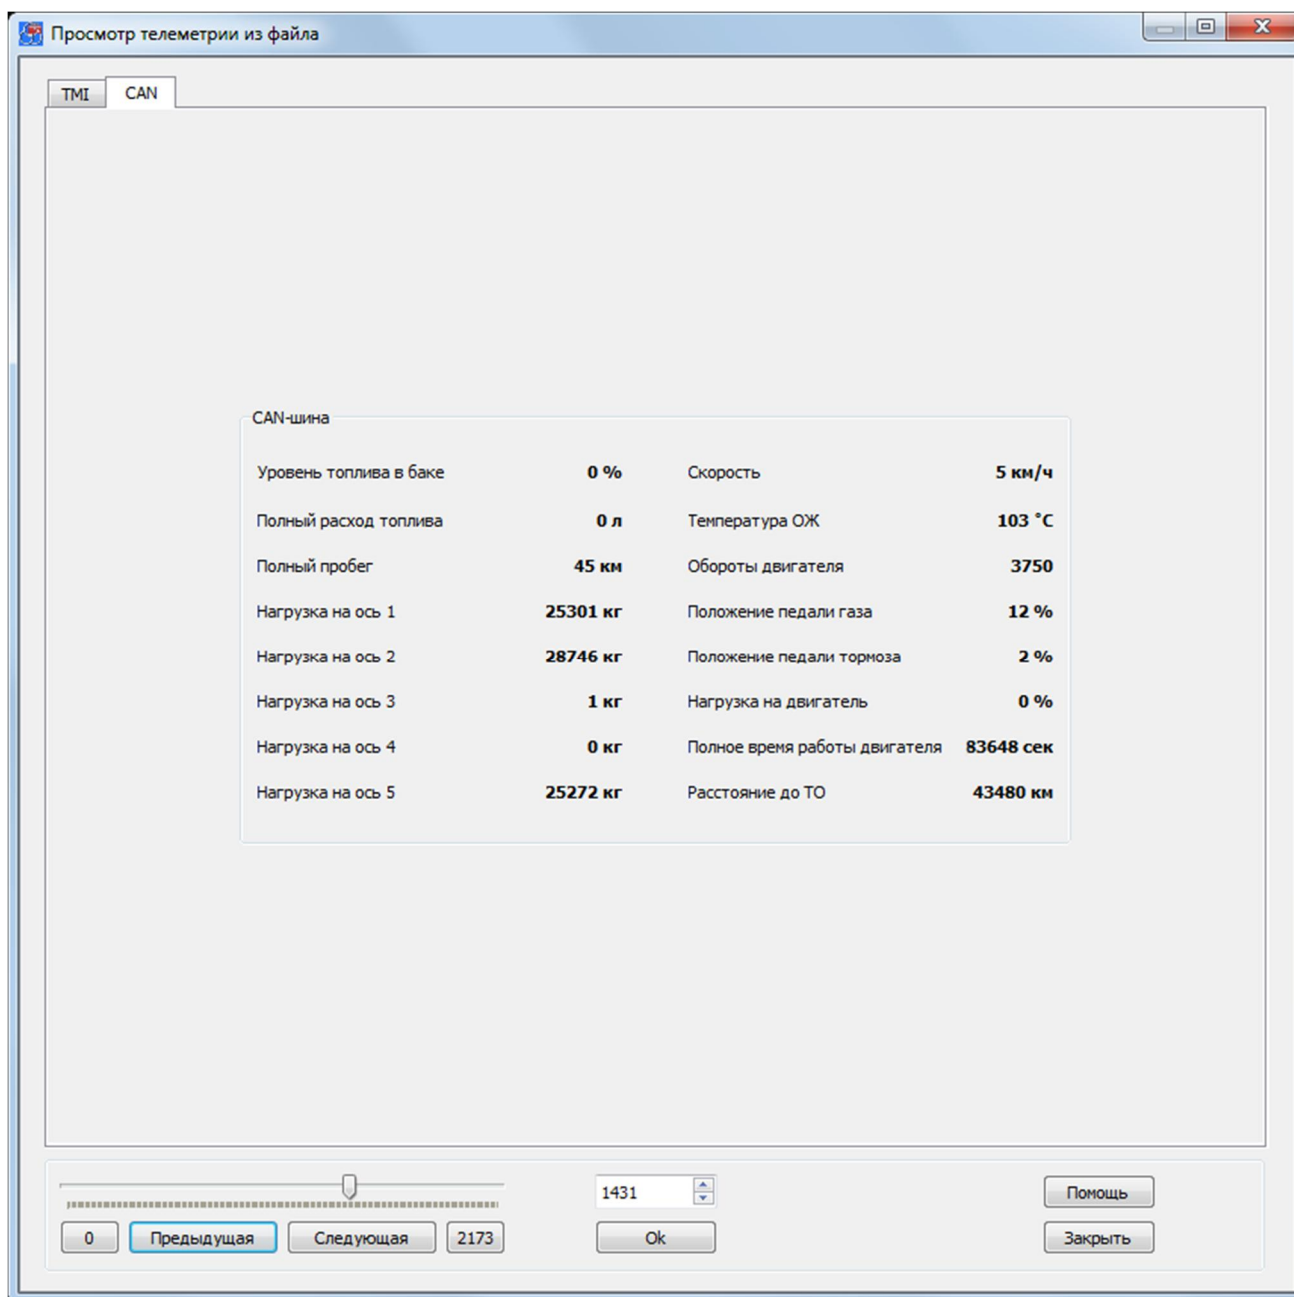 Просмотр телеметрии из файла
TMI CAN
CAN-шина
Уровень топлива в баке 0 % Скорость 5 км/ч
Полный расход топлива 0 л Температура ОЖ 103 °C
Полный пробег 45 км Обороты двигателя 3750
Нагрузка на ось 1 25301 кг Положение педали газа 12 %
Нагрузка на ось 2 28746 кг Положение педали тормоза 2 %
Нагрузка на ось 3 1 кг Нагрузка на двигатель 0 %
Нагрузка на ось 4 0 кг Полное время работы двигателя 83648 сек
Нагрузка на ось 5 25272 кг Расстояние до ТО 43480 км
1431 Помощь
0 Предыдущая Следующая 2173 Ok Закрыть